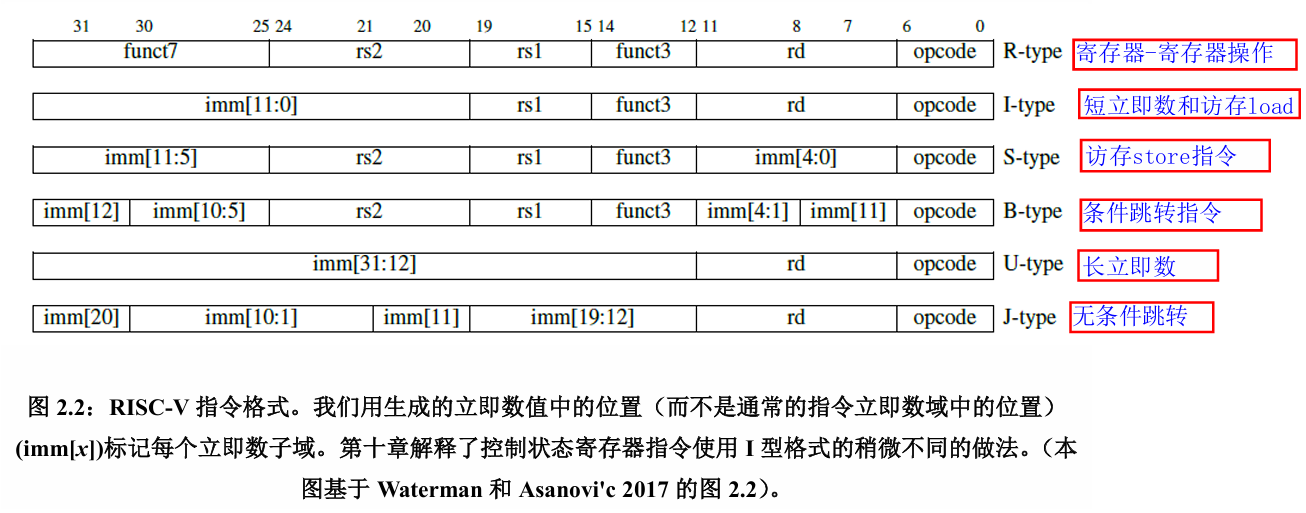 31 30 25 24 21 20 19 15 14 12 11 8 7 6 0
funct7 rs2 rs1 funct3 rd opcode R-type 寄存器-寄存器操作
imm[11:0] rs1 funct3 rd opcode I-type 短立即数和访存load
imm[11:5] rs2 rs1 funct3 imm[4:0] opcode S-type 访存store指令
imm[12] imm[10:5] rs2 rs1 funct3 imm[4:1] imm[11] opcode B-type 条件跳转指令
imm[31:12] rd opcode U-type 长立即数
imm[20] imm[10:1] imm[11] imm[19:12] rd opcode J-type 无条件跳转
图 2.2：RISC-V 指令格式。我们用生成的立即数值中的位置（而不是通常的指令立即数域中的位置）
(imm[x])标记每个立即数子域。第十章解释了控制状态寄存器指令使用 I 型格式的稍微不同的做法。（本
图基于 Waterman 和 Asanovi'c 2017 的图 2.2）。